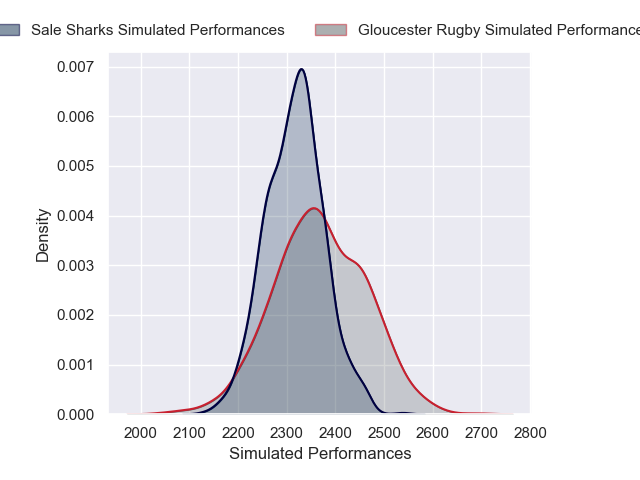 Sale Sharks Simulated Performances
Gloucester Rugby Simulated Performance
0.007
0.006
0.005
0.004
0.003
0.002
0.001
0.000
Density
2000 2100 2200 2300 2400 2500 2600 2700 2800
Simulated Performances